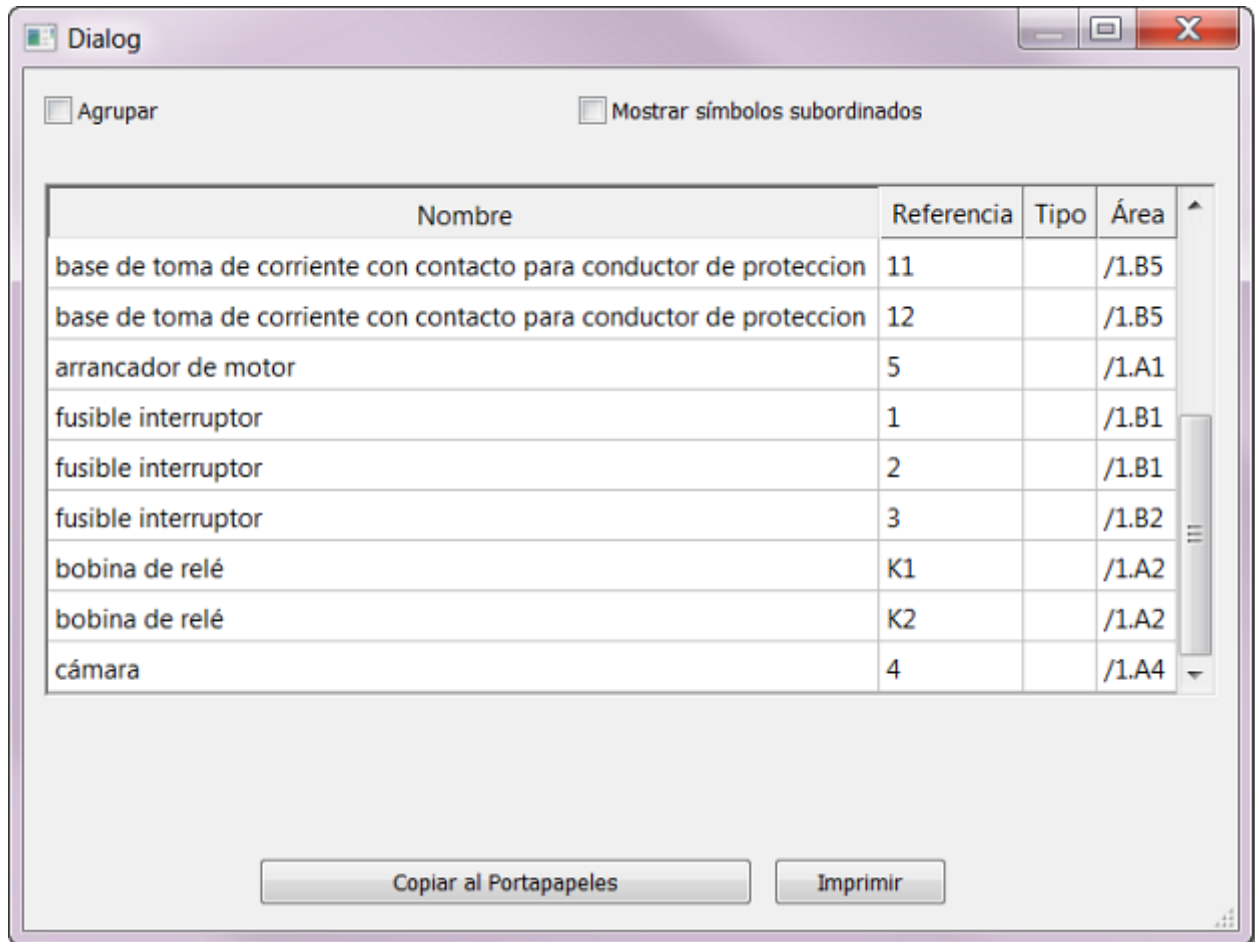 Dialog
Agrupar Mostrar símbolos subordinados
Nombre Referencia Tipo Área
base de toma de corriente con contacto para conductor de proteccion 11 /1.B5
base de toma de corriente con contacto para conductor de proteccion 12 /1.B5
arrancador de motor 5 /1.A1
fusible interruptor 1 /1.B1
fusible interruptor 2 /1.B1
fusible interruptor 3 /1.B2
bobina de relé K1 /1.A2
bobina de relé K2 /1.A2
cámara 4 /1.A4
Copiar al Portapapeles Imprimir